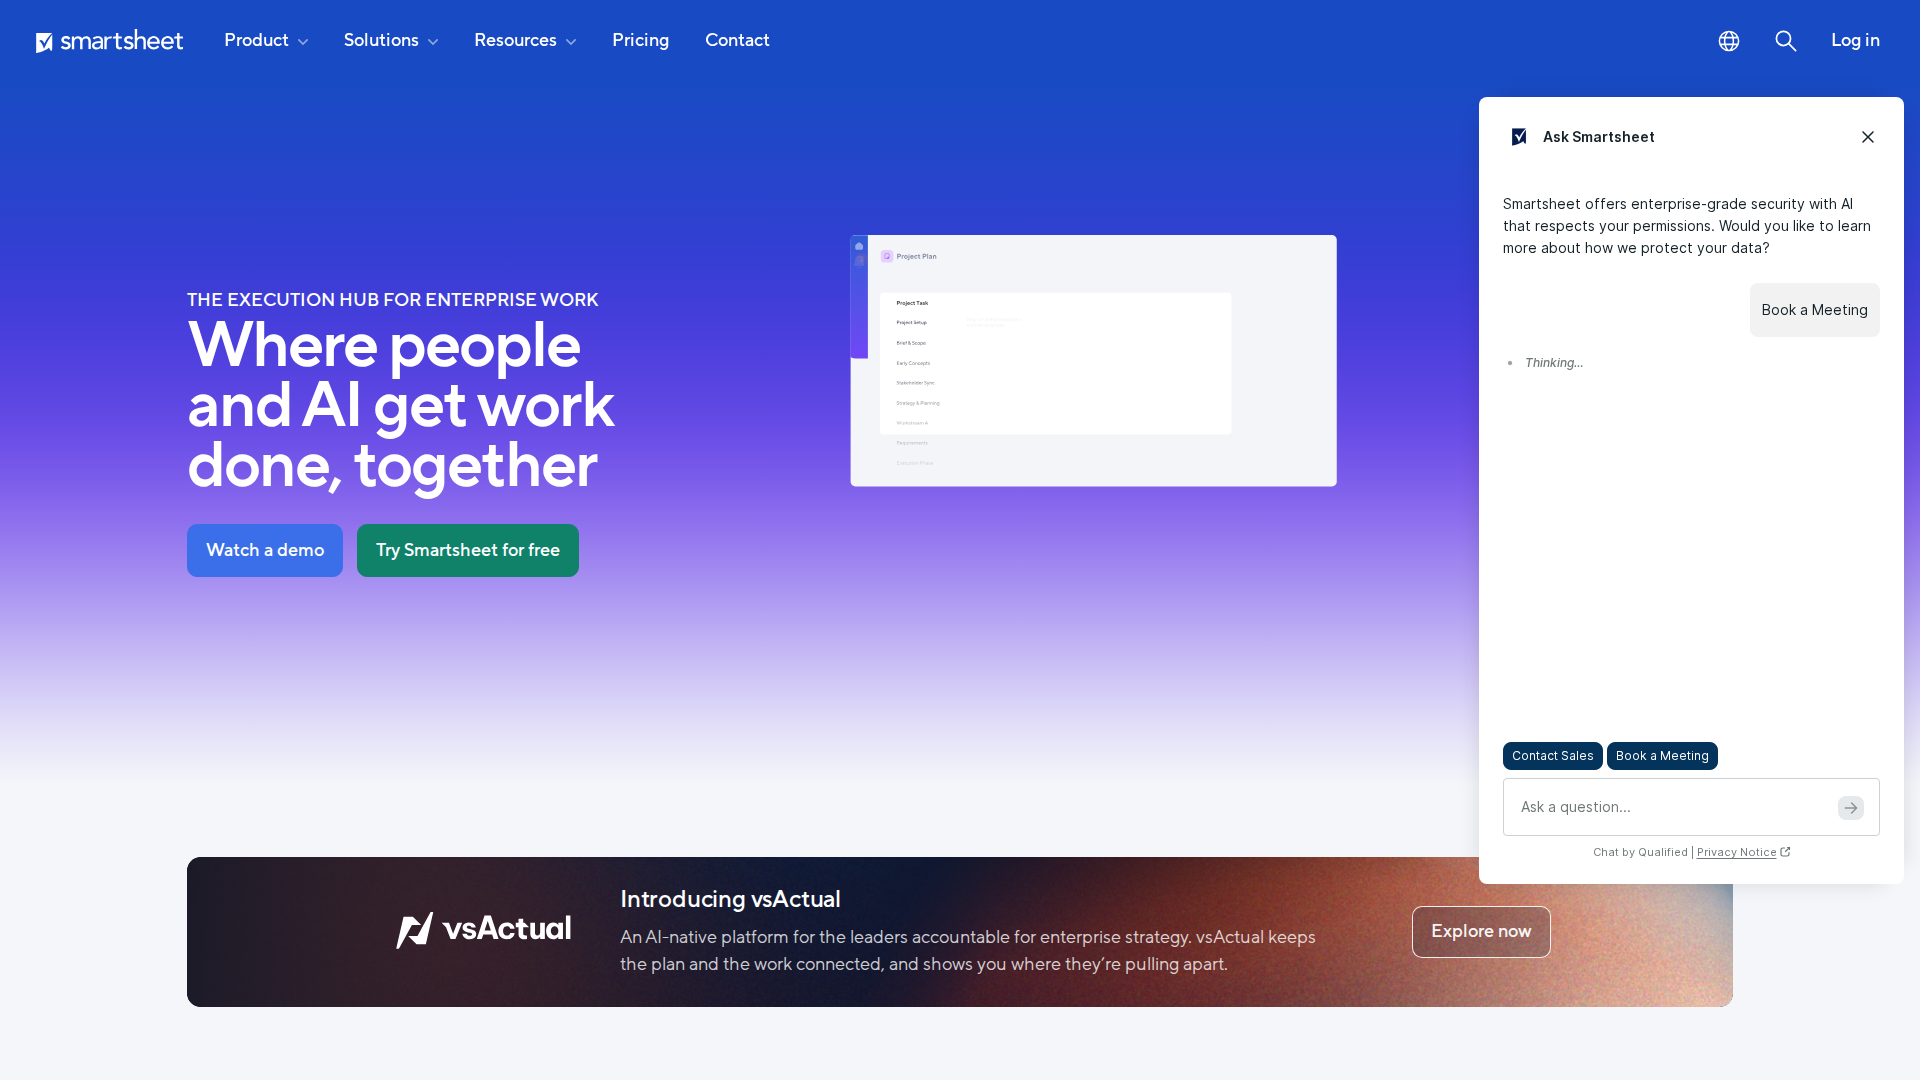 smartsheet
Product
Solutions
Resources
Pricing
Contact
Log in
THE EXECUTION HUB FOR ENTERPRISE WORK
Where people
and AI get work
done, together
Watch a demo
Try Smartsheet for free
Project Plan
Project Task
Project Setup
Brief & Scope
Early Concepts
Stakeholder Sync
Strategy & Planning
Workstream A
Requirements
Ask Smartsheet
Smartsheet offers enterprise-grade security with AI
that respects your permissions. Would you like to learn
more about how we protect your data?
Book a Meeting
Thinking...
Contact Sales
Book a Meeting
Ask a question...
Chat by Qualified | Privacy Notice
vsActual
Introducing vsActual
An AI-native platform for the leaders accountable for enterprise strategy. vsActual keeps
the plan and the work connected, and shows you where they’re pulling apart.
Explore now